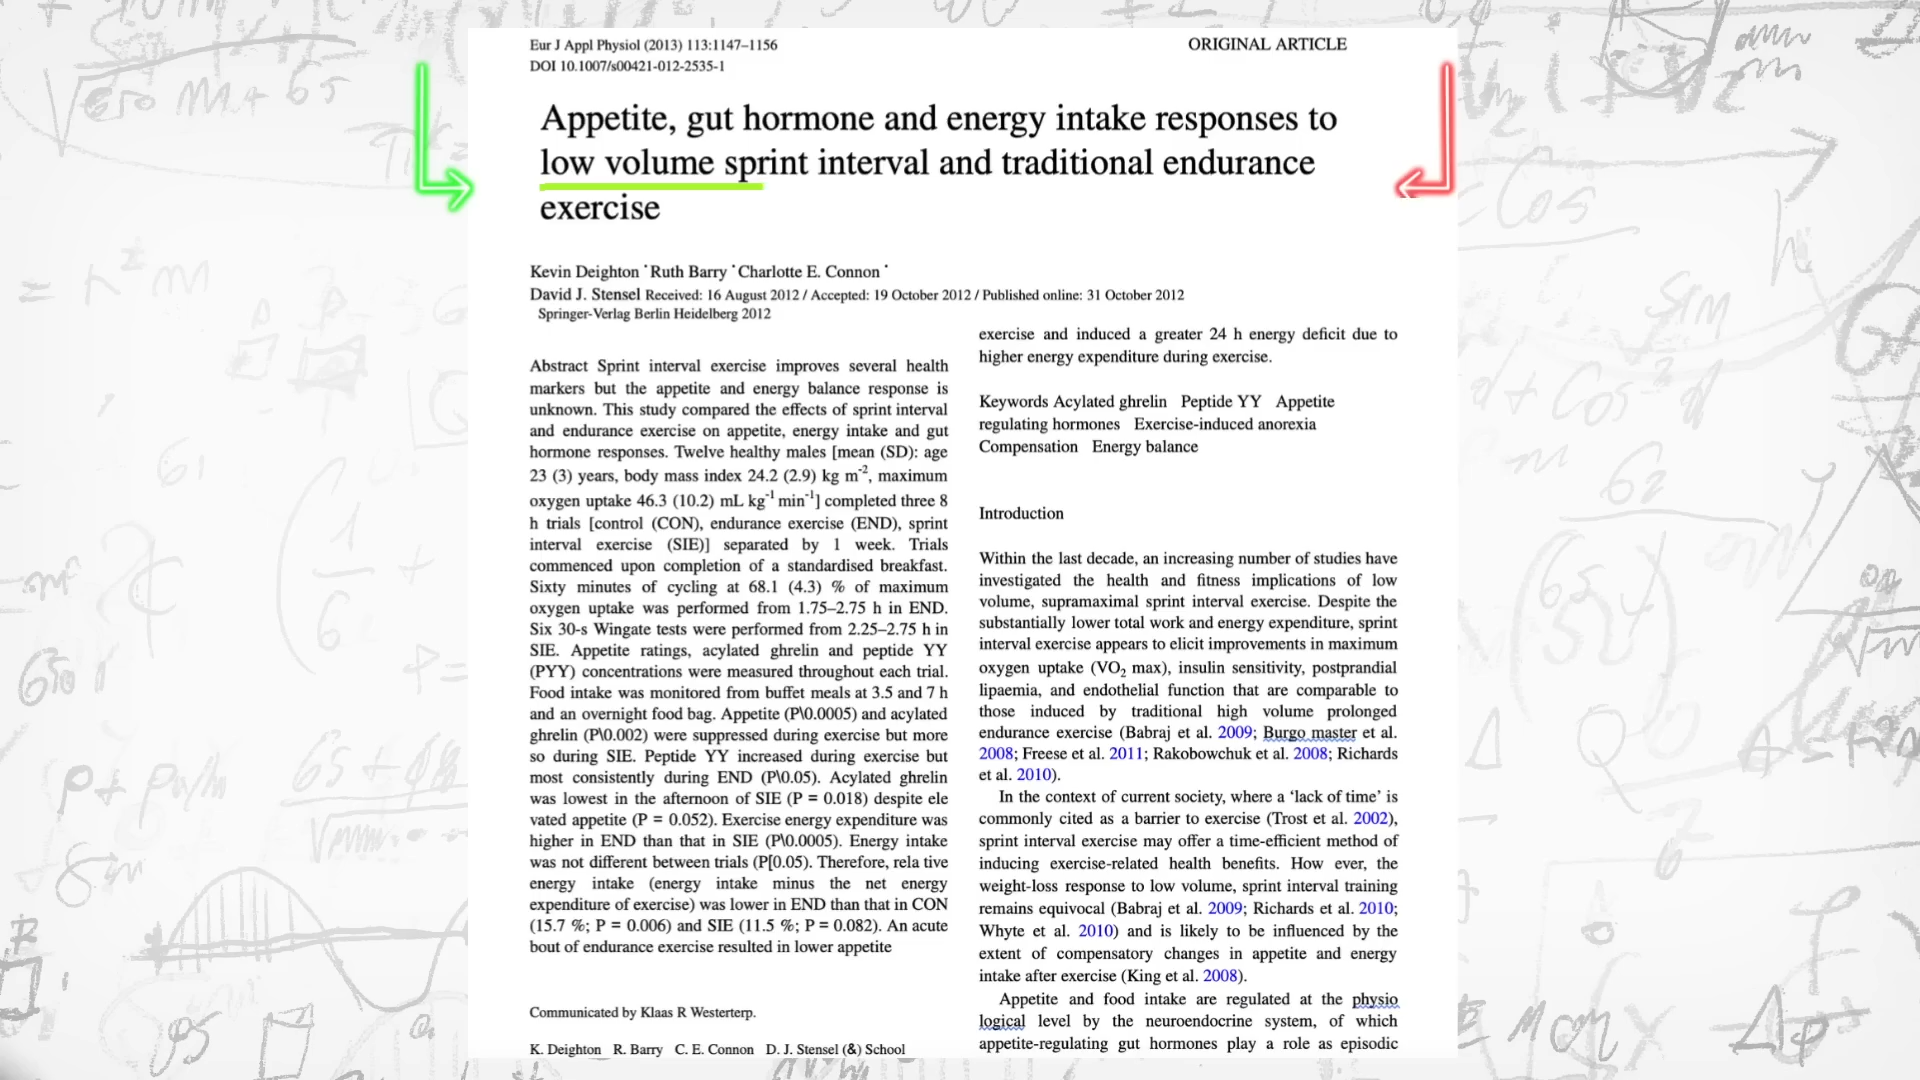 Eur J Appl Physiol (2013) 113:1147–1156
DOI 10.1007/s00421-012-2535-1
ORIGINAL ARTICLE
Appetite, gut hormone and energy intake responses to
low volume sprint interval and traditional endurance
exercise
Kevin Deighton · Ruth Barry · Charlotte E. Connon ·
David J. Stensel Received: 16 August 2012 / Accepted: 19 October 2012 / Published online: 31 October 2012
Springer-Verlag Berlin Heidelberg 2012
Abstract Sprint interval exercise improves several health
markers but the appetite and energy balance response is
unknown. This study compared the effects of sprint interval
and endurance exercise on appetite, energy intake and gut
hormone responses. Twelve healthy males [mean (SD): age
23 (3) years, body mass index 24.2 (2.9) kg m-2, maximum
oxygen uptake 46.3 (10.2) mL kg-1 min-1] completed three 8
h trials [control (CON), endurance exercise (END), sprint
interval exercise (SIE)] separated by 1 week. Trials
commenced upon completion of a standardised breakfast.
Sixty minutes of cycling at 68.1 (4.3) % of maximum
oxygen uptake was performed from 1.75–2.75 h in END.
Six 30-s Wingate tests were performed from 2.25–2.75 h in
SIE. Appetite ratings, acylated ghrelin and peptide YY
(PYY) concentrations were measured throughout each trial.
Food intake was monitored from buffet meals at 3.5 and 7 h
and an overnight food bag. Appetite (P\0.0005) and acylated
ghrelin (P\0.002) were suppressed during exercise but more
so during SIE. Peptide YY increased during exercise but
most consistently during END (P\0.05). Acylated ghrelin
was lowest in the afternoon of SIE (P = 0.018) despite ele
vated appetite (P = 0.052). Exercise energy expenditure was
higher in END than that in SIE (P\0.0005). Energy intake
was not different between trials (P[0.05). Therefore, rela tive
energy intake (energy intake minus the net energy
expenditure of exercise) was lower in END than that in CON
(15.7 %; P = 0.006) and SIE (11.5 %; P = 0.082). An acute
bout of endurance exercise resulted in lower appetite
Communicated by Klaas R Westerterp.
K. Deighton R. Barry C. E. Connon D. J. Stensel (&) School
exercise and induced a greater 24 h energy deficit due to
higher energy expenditure during exercise.
Keywords Acylated ghrelin Peptide YY Appetite
regulating hormones Exercise-induced anorexia
Compensation Energy balance
Introduction
Within the last decade, an increasing number of studies have
investigated the health and fitness implications of low
volume, supramaximal sprint interval exercise. Despite the
substantially lower total work and energy expenditure, sprint
interval exercise appears to elicit improvements in maximum
oxygen uptake (VO2 max), insulin sensitivity, postprandial
lipaemia, and endothelial function that are comparable to
those induced by traditional high volume prolonged
endurance exercise (Babraj et al. 2009; Burgo master et al.
2008; Freese et al. 2011; Rakobowchuk et al. 2008; Richards
et al. 2010).
In the context of current society, where a ‘lack of time’ is
commonly cited as a barrier to exercise (Trost et al. 2002),
sprint interval exercise may offer a time-efficient method of
inducing exercise-related health benefits. How ever, the
weight-loss response to low volume, sprint interval training
remains equivocal (Babraj et al. 2009; Richards et al. 2010;
Whyte et al. 2010) and is likely to be influenced by the
extent of compensatory changes in appetite and energy
intake after exercise (King et al. 2008).
Appetite and food intake are regulated at the physio
logical level by the neuroendocrine system, of which
appetite-regulating gut hormones play a role as episodic